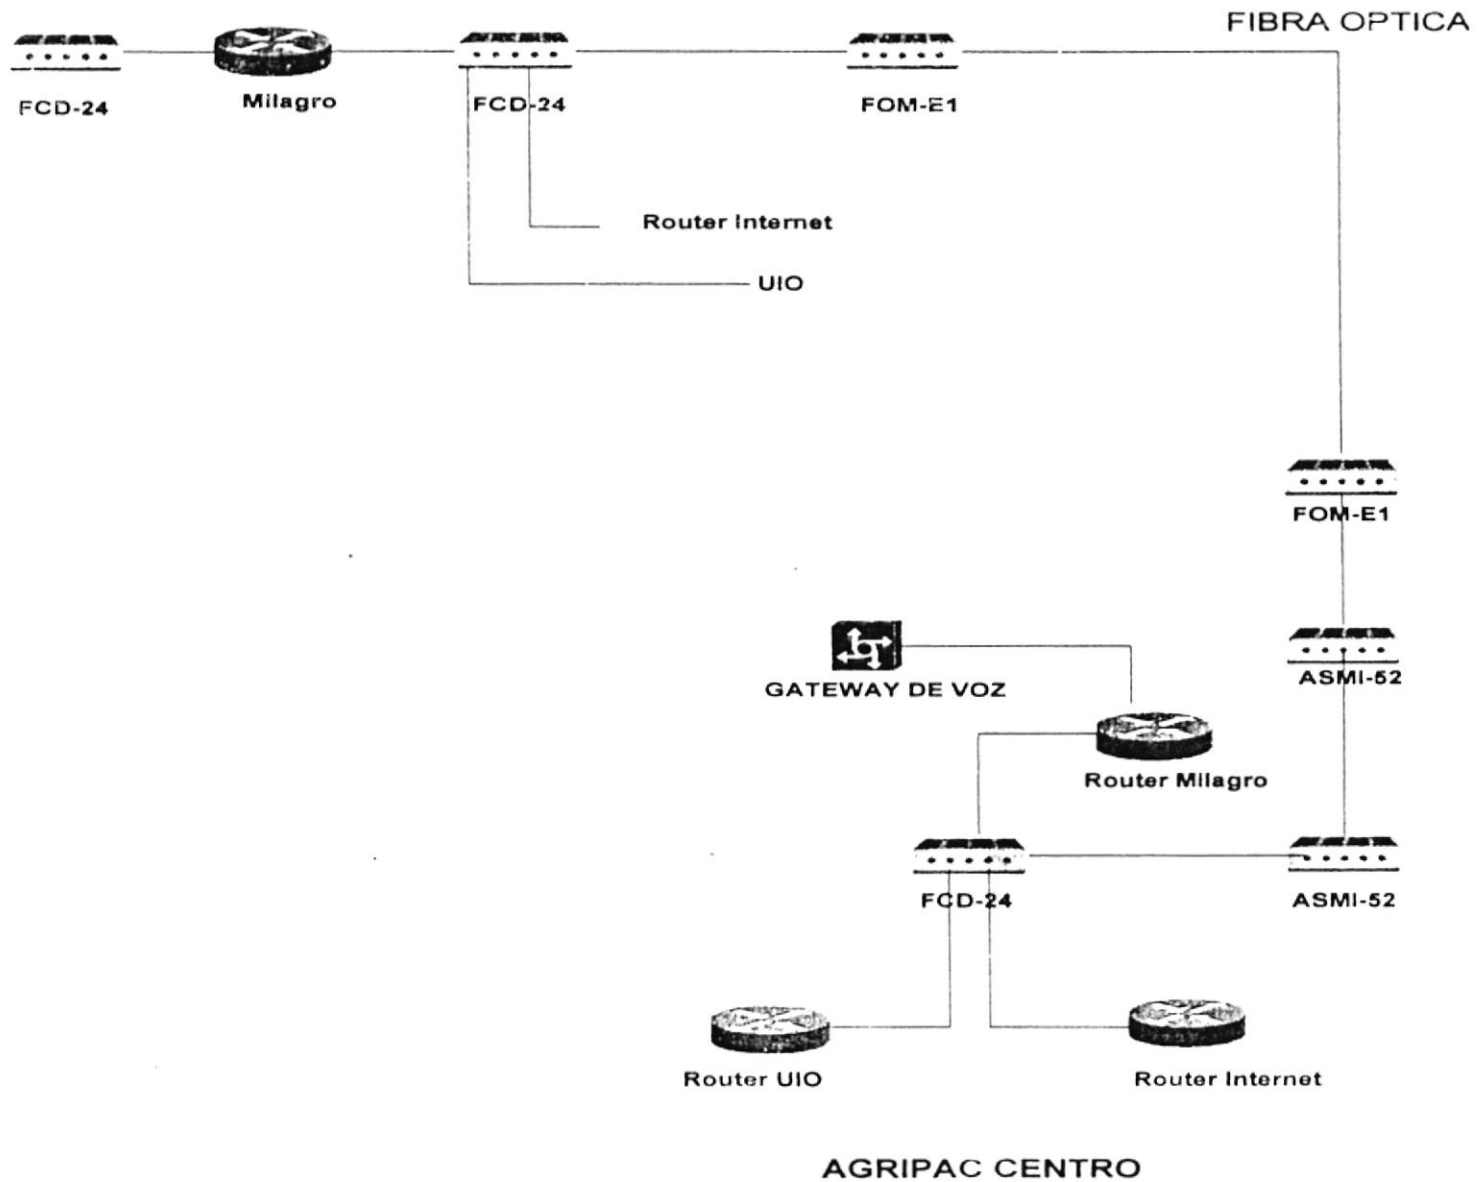 FIBRA OPTICA
FCD-24
Milagro
FCD-24
FOM-E1
Router Internet
UIO
FOM-E1
ASMI-52
GATEWAY DE VOZ
Router Milagro
FCD-24
ASMI-52
Router UIO
Router Internet
AGRIPAC CENTRO